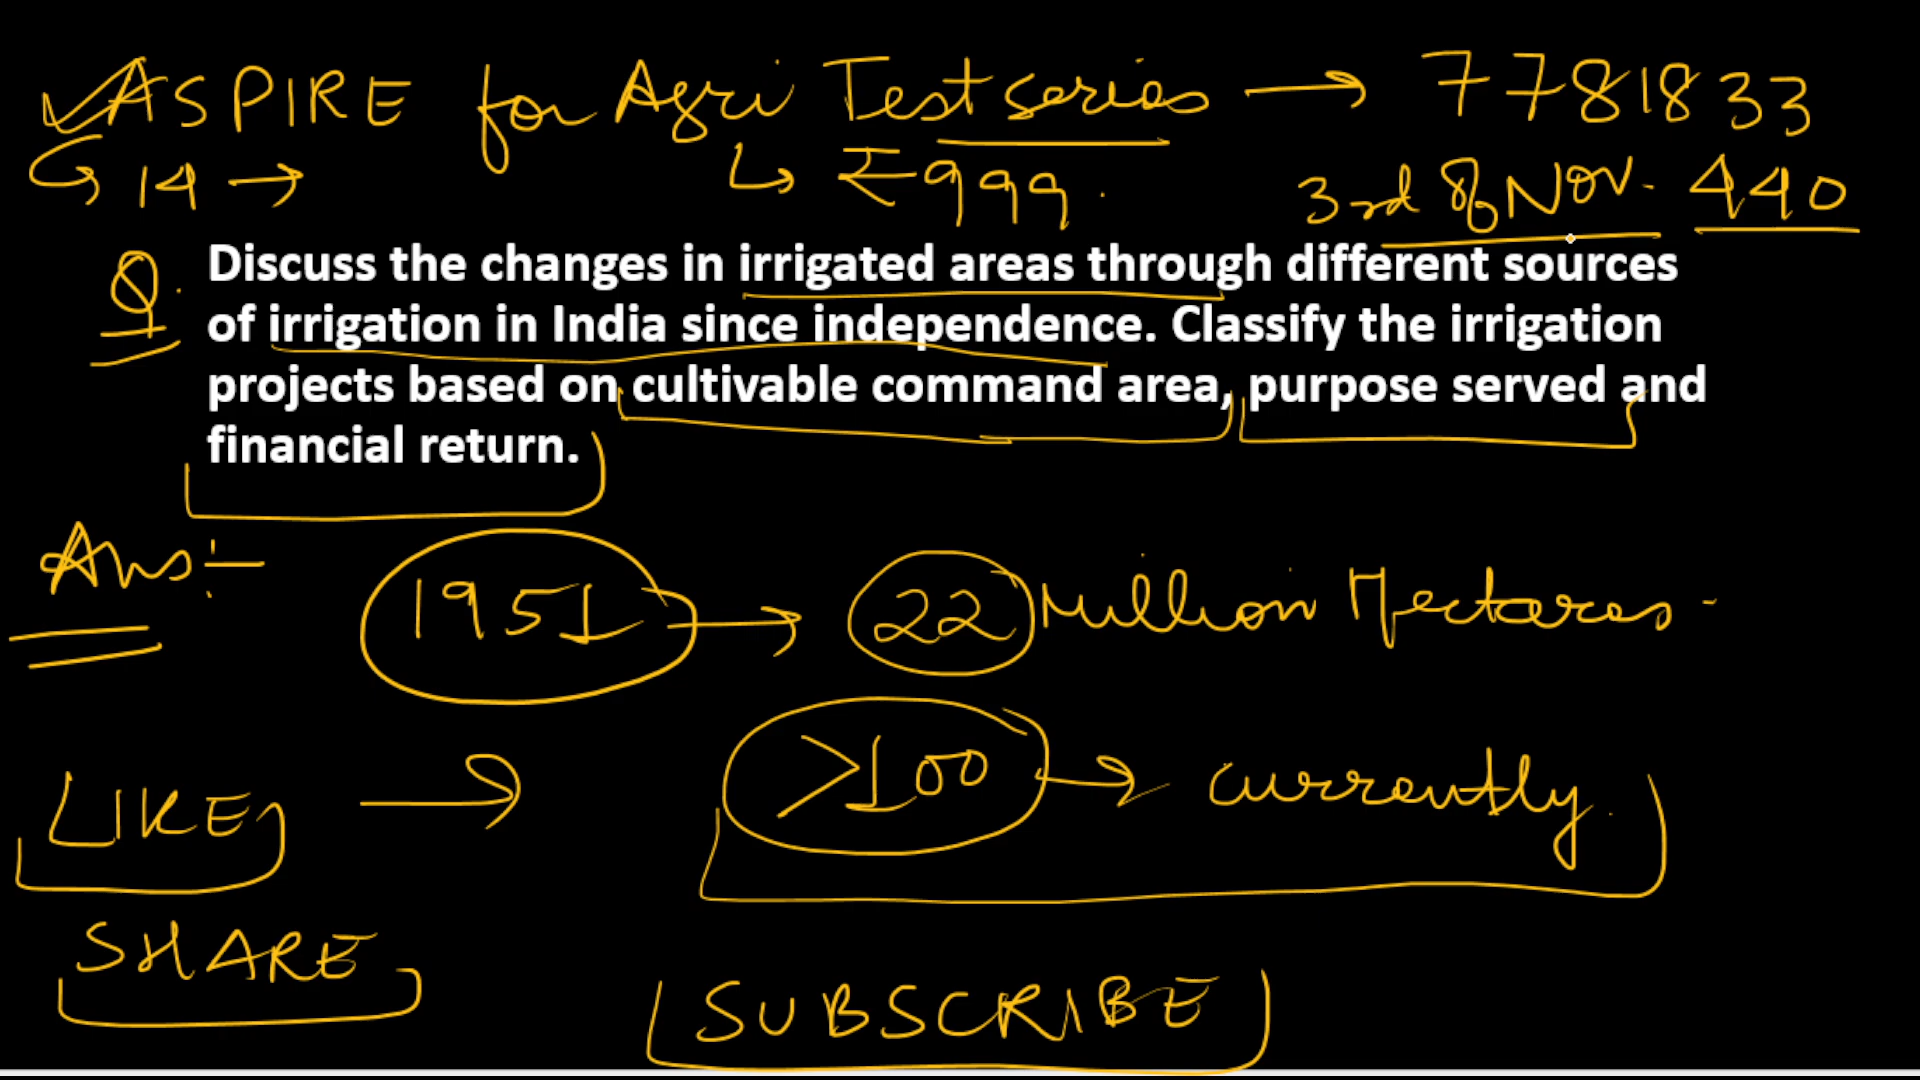 ASPIRE for Agri Test series → 7781833
↳ 14 → ↳ ₹999. 3rd of Nov. 440
Q. Discuss the changes in irrigated areas through different sources
of irrigation in India since independence. Classify the irrigation
projects based on cultivable command area, purpose served and
financial return.
Ans:- 1951 → 22 Million Hectares.
LIKE → >100 → currently.
SHARE
SUBSCRIBE